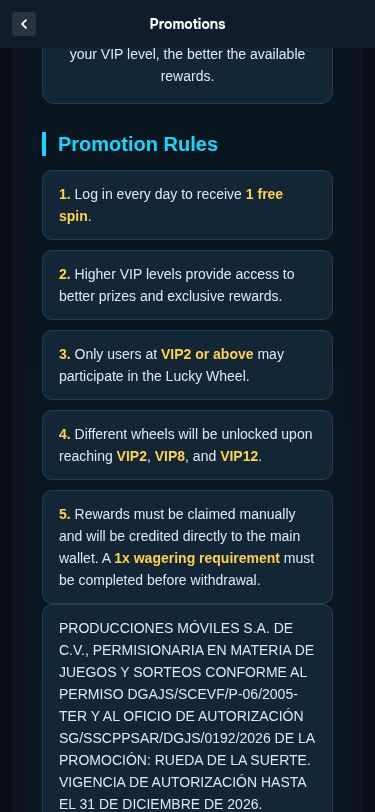 Promotions
your VIP level, the better the available
rewards.
Promotion Rules
1. Log in every day to receive 1 free
spin.
2. Higher VIP levels provide access to
better prizes and exclusive rewards.
3. Only users at VIP2 or above may
participate in the Lucky Wheel.
4. Different wheels will be unlocked upon
reaching VIP2, VIP8, and VIP12.
5. Rewards must be claimed manually
and will be credited directly to the main
wallet. A 1x wagering requirement must
be completed before withdrawal.
PRODUCCIONES MÓVILES S.A. DE
C.V., PERMISIONARIA EN MATERIA DE
JUEGOS Y SORTEOS CONFORME AL
PERMISO DGAJS/SCEVF/P-06/2005-
TER Y AL OFICIO DE AUTORIZACIÓN
SG/SSCPPSAR/DGJS/0192/2026 DE LA
PROMOCIÓN: RUEDA DE LA SUERTE.
VIGENCIA DE AUTORIZACIÓN HASTA
EL 31 DE DICIEMBRE DE 2026.